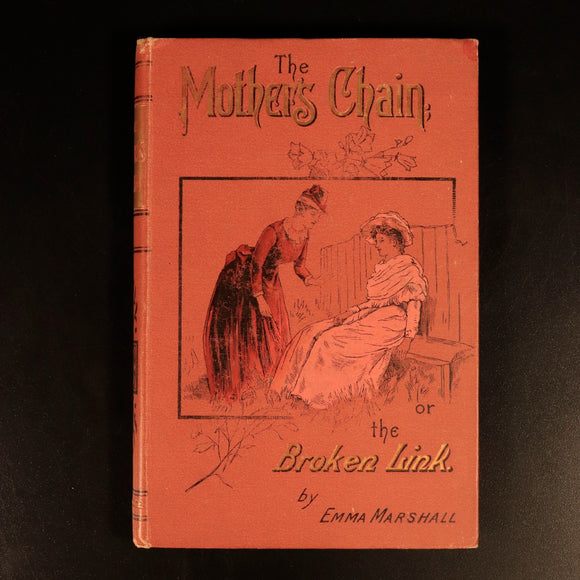 The
Mother's Chain;
or
the
Broken Link.
by
EMMA MARSHALL